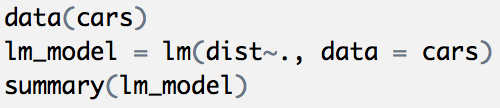 data(cars)
lm_model = lm(dist~., data = cars)
summary(lm_model)